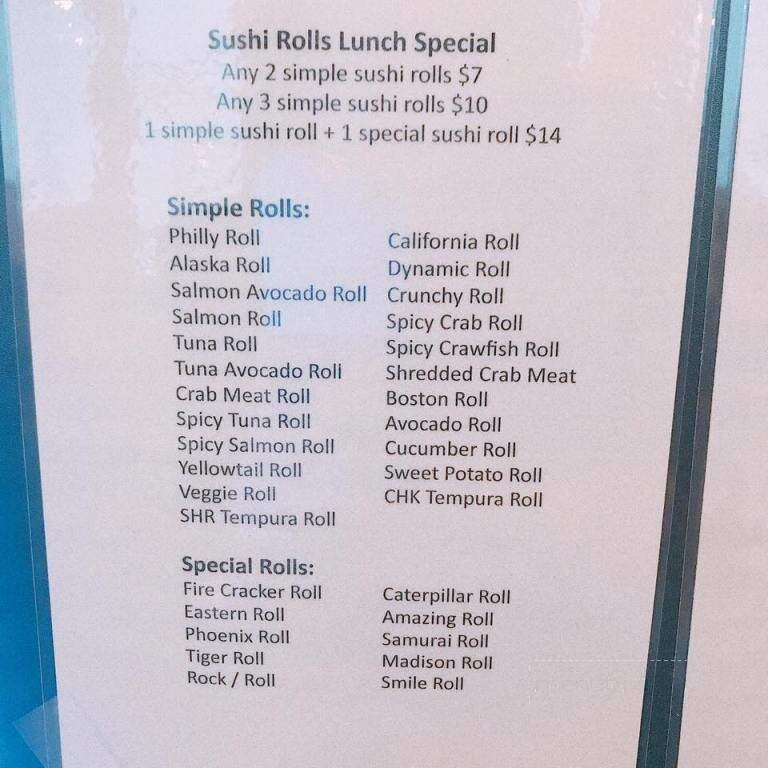 Sushi Rolls Lunch Special
Any 2 simple sushi rolls $7
Any 3 simple sushi rolls $10
1 simple sushi roll + 1 special sushi roll $14
Simple Rolls:
Philly Roll
Alaska Roll
Salmon Avocado Roll
Salmon Roll
Tuna Roll
Tuna Avocado Roll
Crab Meat Roll
Spicy Tuna Roll
Spicy Salmon Roll
Yellowtail Roll
Veggie Roll
SHR Tempura Roll
California Roll
Dynamic Roll
Crunchy Roll
Spicy Crab Roll
Spicy Crawfish Roll
Shredded Crab Meat
Boston Roll
Avocado Roll
Cucumber Roll
Sweet Potato Roll
CHK Tempura Roll
Special Rolls:
Fire Cracker Roll
Eastern Roll
Phoenix Roll
Tiger Roll
Rock / Roll
Caterpillar Roll
Amazing Roll
Samurai Roll
Madison Roll
Smile Roll